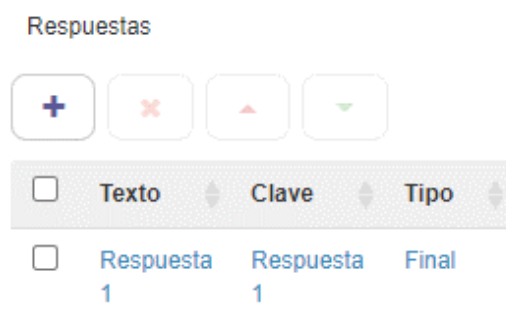 Respuestas
Texto Clave Tipo
Respuesta 1 Respuesta 1 Final